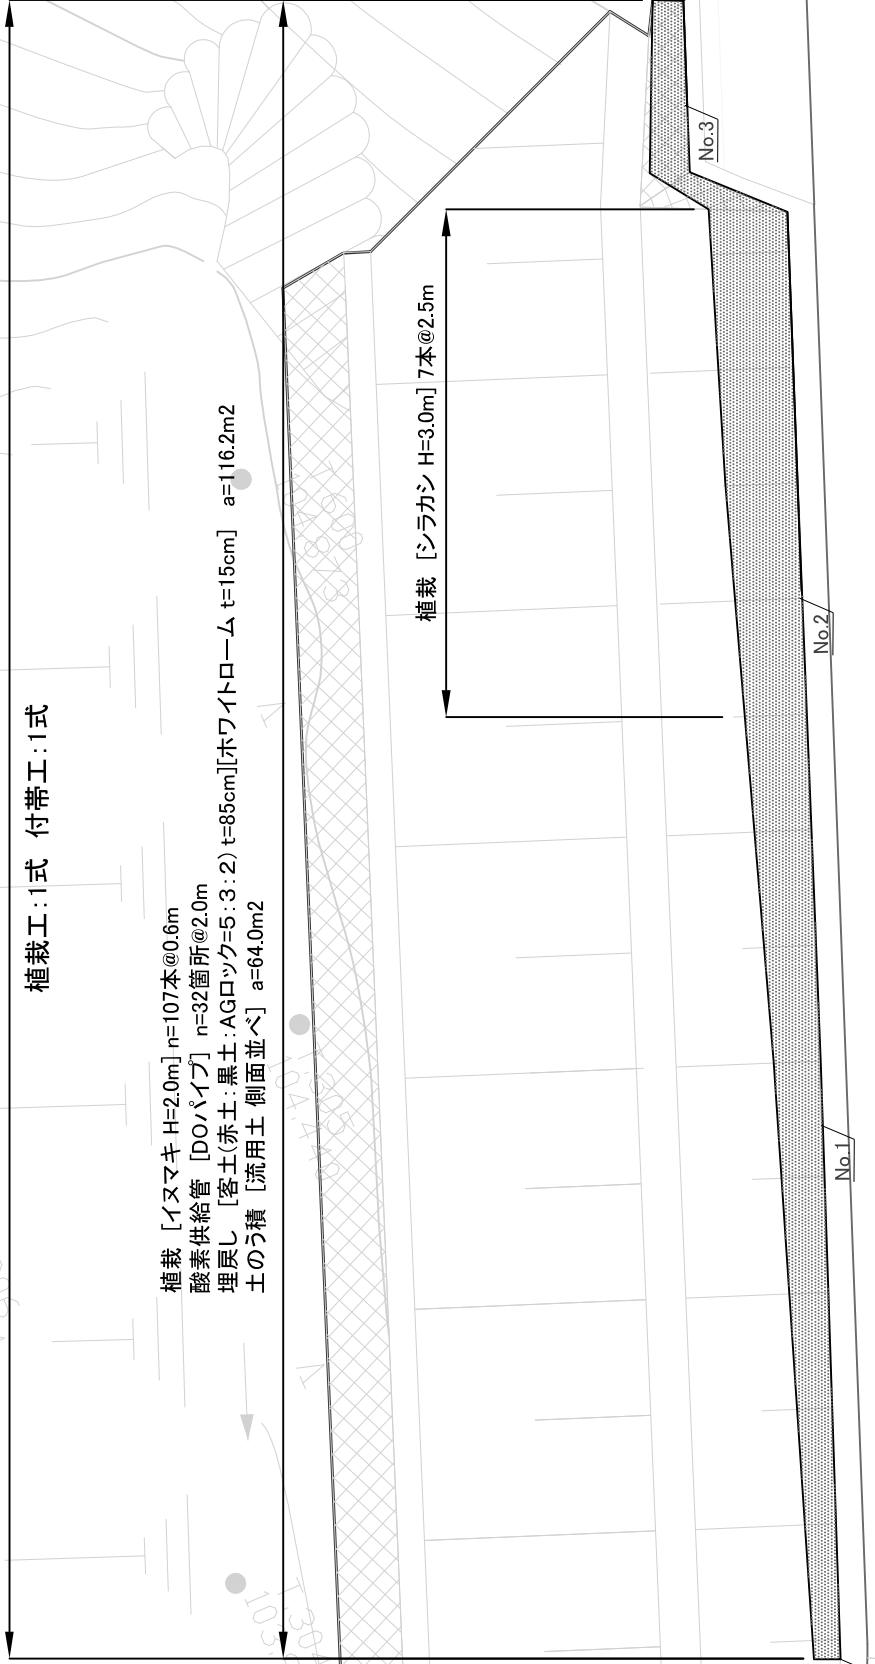 植栽工:1式 付帯工:1式
植栽 [イヌマキ H=2.0m] n=107本@0.6m
酸素供給管 [DOパイプ] n=32箇所@2.0m
埋戻し [客土(赤土:黒土:AGロック=5:3:2) t=85cm][ホワイトローム t=15cm] a=116.2m2
土のう積 [流用土 側面並べ] a=64.0m2
植栽 [シラカシ H=3.0m] 7本@2.5m
No.3
No.2
No.1